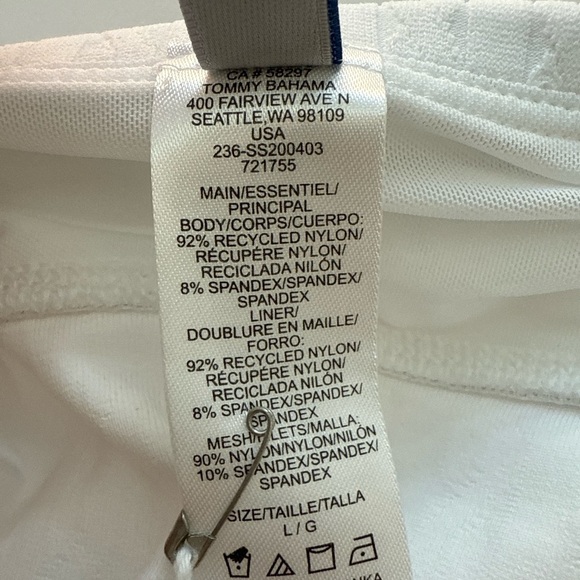 CA # 58297
TOMMY BAHAMA
400 FAIRVIEW AVE N
SEATTLE,WA 98109
USA
236-SS200403
721755
MAIN/ESSENTIEL/
PRINCIPAL
BODY/CORPS/CUERPO:
92% RECYCLED NYLON/
RÉCUPÉRE NYLON/
RECICLADA NILÓN
8% SPANDEX/SPANDEX/
SPANDEX
LINER/
DOUBLURE EN MAILLE/
FORRO:
92% RECYCLED NYLON/
RÉCUPÉRE NYLON/
RECICLADA NILÓN
8% SPANDEX/SPANDEX/
SPANDEX
MESH/FILETS/MALLA:
90% NYLON/NYLON/NILÓN
10% SPANDEX/SPANDEX/
SPANDEX
SIZE/TAILLE/TALLA
L / G